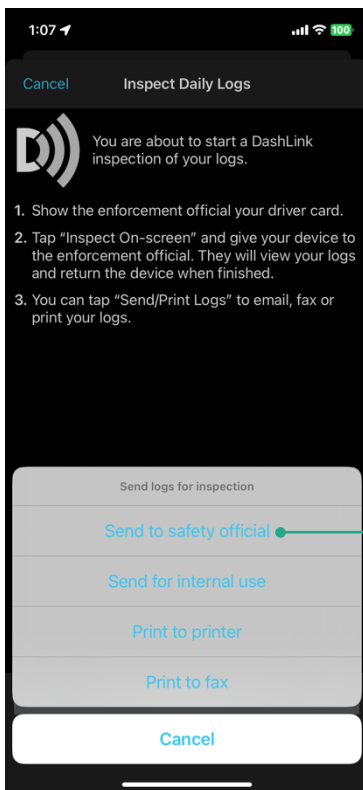 1:07
100
Cancel
Inspect Daily Logs
You are about to start a DashLink
inspection of your logs.
1. Show the enforcement official your driver card.
2. Tap “Inspect On-screen” and give your device to
the enforcement official. They will view your logs
and return the device when finished.
3. You can tap “Send/Print Logs” to email, fax or
print your logs.
Send logs for inspection
Send to safety official
Send for internal use
Print to printer
Print to fax
Cancel